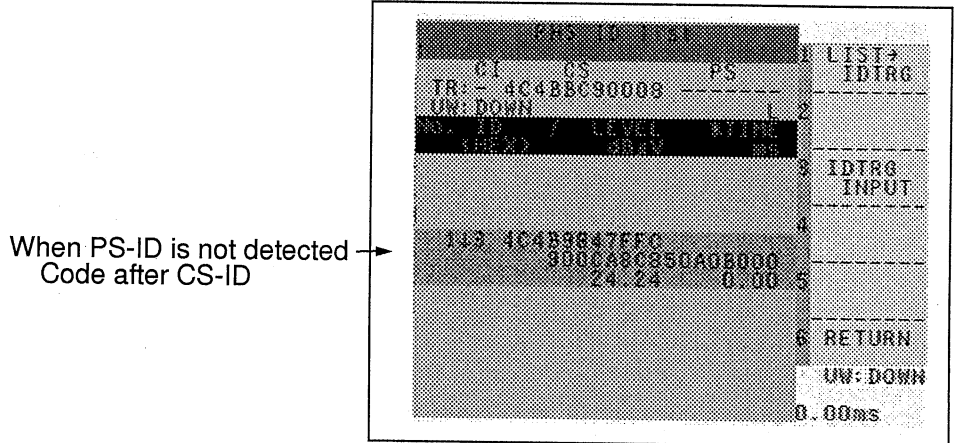 PHS ID LIST
CI CS PS
TR:- 4C4BBC90008 -------
UW:DOWN L
No. ID / LEVEL *TIME
(HEX) dBμV ms
When PS-ID is not detected
Code after CS-ID
143 4C4B9847FFC
900CA8C850A0B000
24.24 0.00
1 LIST→
IDTRG
2
3 IDTRG
INPUT
4
5
6 RETURN
UW:DOWN
0.00ms